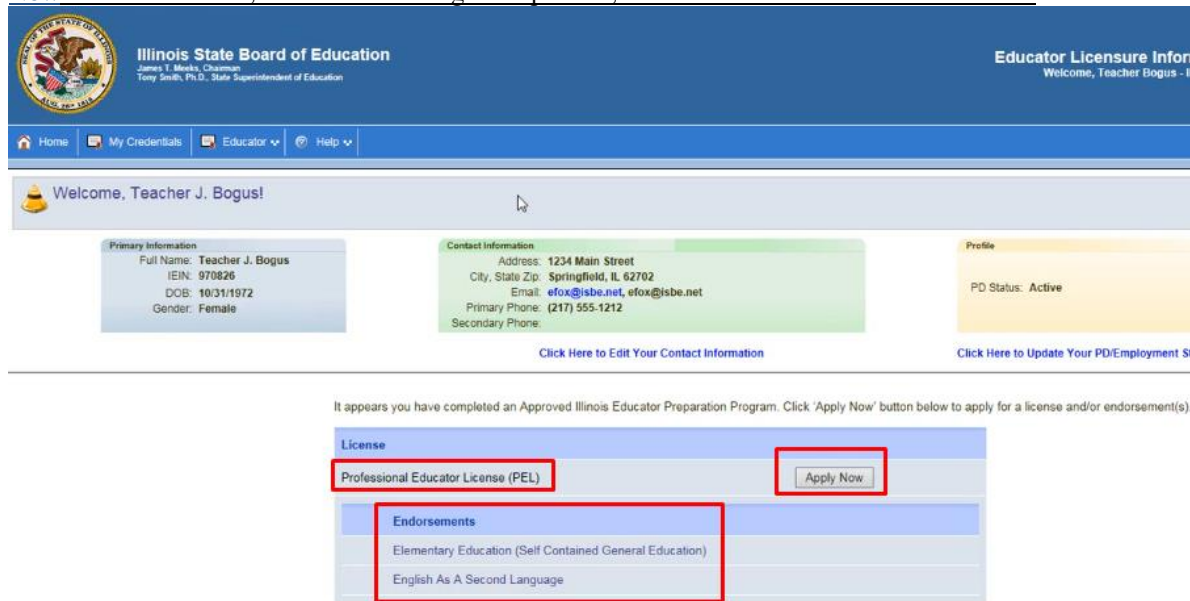 Illinois State Board of Education
James T. Meeks, Chairman
Tony Smith, Ph.D., State Superintendent of Education
Educator Licensure Infor
Welcome, Teacher Bogus - I
Home My Credentials Educator Help
Welcome, Teacher J. Bogus!
Primary Information
Full Name: Teacher J. Bogus
IEIN: 970826
DOB: 10/31/1972
Gender: Female
Contact Information
Address: 1234 Main Street
City, State Zip: Springfield, IL 62702
Email: efox@isbe.net, efox@isbe.net
Primary Phone: (217) 555-1212
Secondary Phone:
Click Here to Edit Your Contact Information
Profile
PD Status: Active
Click Here to Update Your PD/Employment S
It appears you have completed an Approved Illinois Educator Preparation Program. Click 'Apply Now' button below to apply for a license and/or endorsement(s)
License
Professional Educator License (PEL) Apply Now
Endorsements
Elementary Education (Self Contained General Education)
English As A Second Language